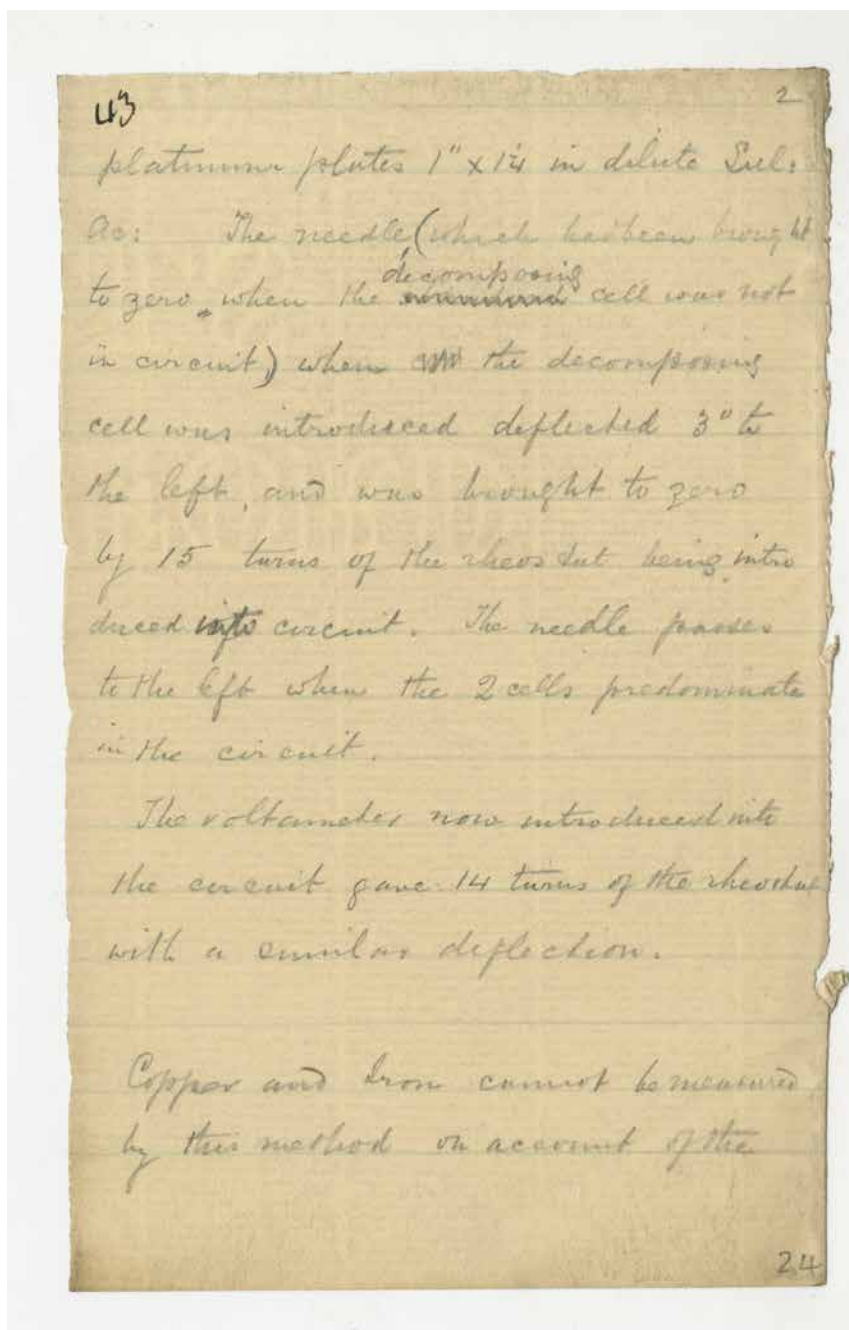 43
2
platinum plates 1" x 1¼ in dilute Sul:
Ac: The needle, (which had been brought
to zero, when the decomposing cell was not
in circuit) when the decomposing
cell was introduced deflected 3° to
the left, and was brought to zero
by 15 turns of the rheostat being intro
duced into circuit. The needle passes
to the left when the 2 cells predominate
in the circuit.
The voltameter now introduced into
the circuit gave 14 turns of the rheostat
with a similar deflection.
Copper and Iron cannot be measured
by this method on account of the
24